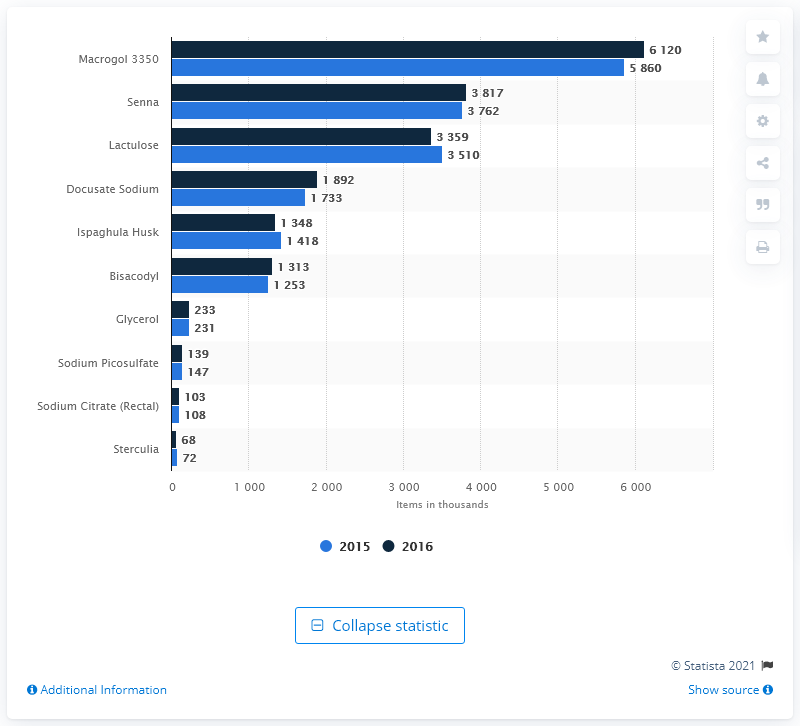 Macrogol 3350
6 120
5 860
Senna
3 817
3 762
Lactulose
3 359
3 510
Docusate Sodium
1 892
1 733
Ispaghula Husk
1 348
1 418
Bisacodyl
1 313
1 253
Glycerol
233
231
Sodium Picosulfate
139
147
Sodium Citrate (Rectal)
103
108
Sterculia
68
72
0 1 000 2 000 3 000 4 000 5 000 6 000
Items in thousands
2015 2016
Collapse statistic
© Statista 2021
Additional Information Show source